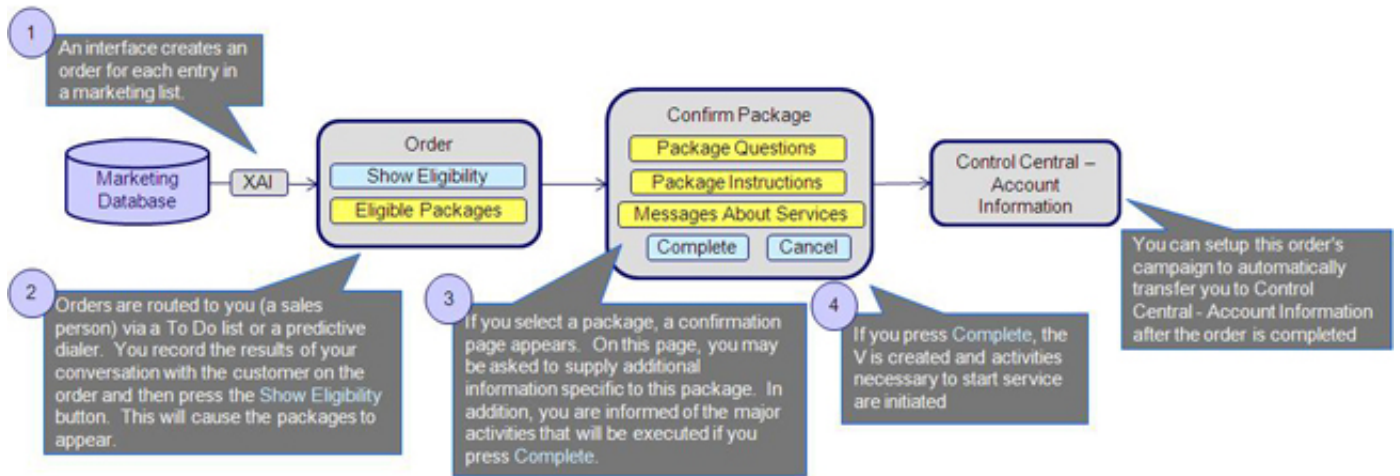 1
An interface creates an
order for each entry in
a marketing list.
Marketing
Database
XAI
Order
Show Eligibility
Eligible Packages
Confirm Package
Package Questions
Package Instructions
Messages About Services
Complete
Cancel
Control Central –
Account
Information
2
Orders are routed to you (a sales
person) via a To Do list or a predictive
dialer. You record the results of your
conversation with the customer on the
order and then press the Show Eligibility
button. This will cause the packages to
appear.
3
If you select a package, a confirmation
page appears. On this page, you may
be asked to supply additional
information specific to this package. In
addition, you are informed of the major
activities that will be executed if you
press Complete.
4
If you press Complete, the
V is created and activities
necessary to start service
are initiated
You can setup this order's
campaign to automatically
transfer you to Control
Central - Account Information
after the order is completed